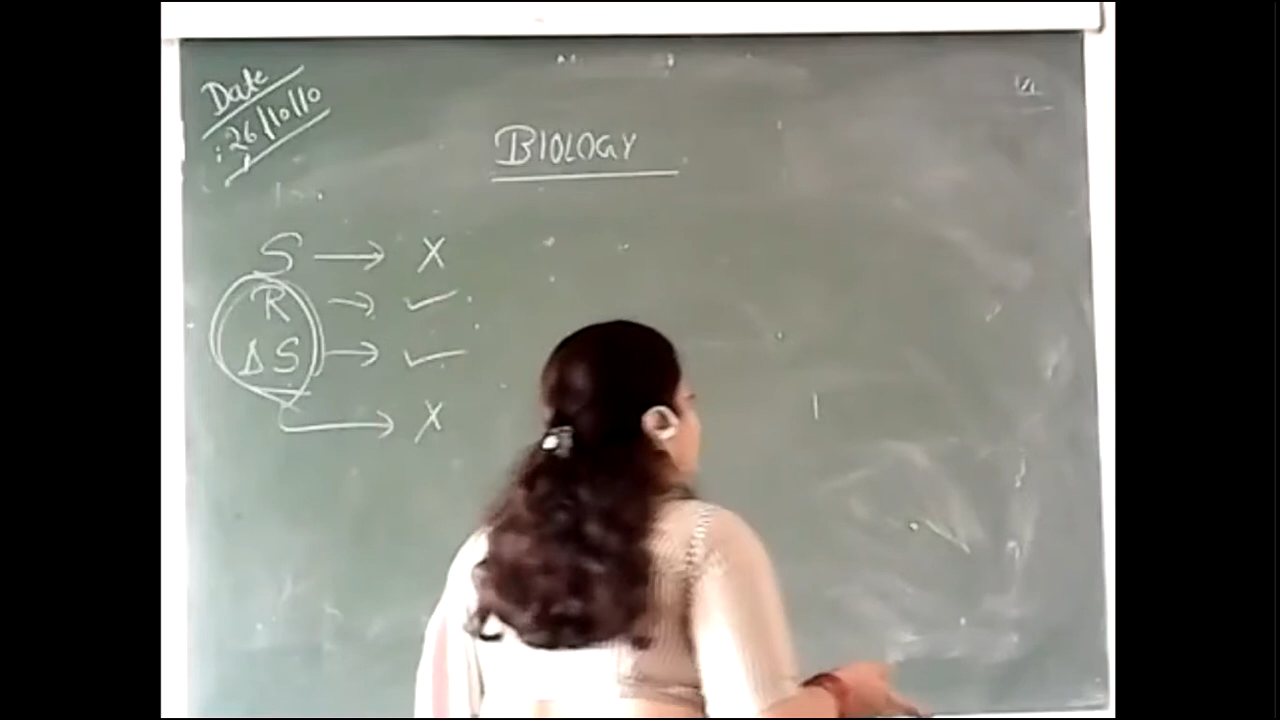 Date
: 26/10/10
BIOLOGY
S → X
R → ✓
ΔS → ✓
→ X